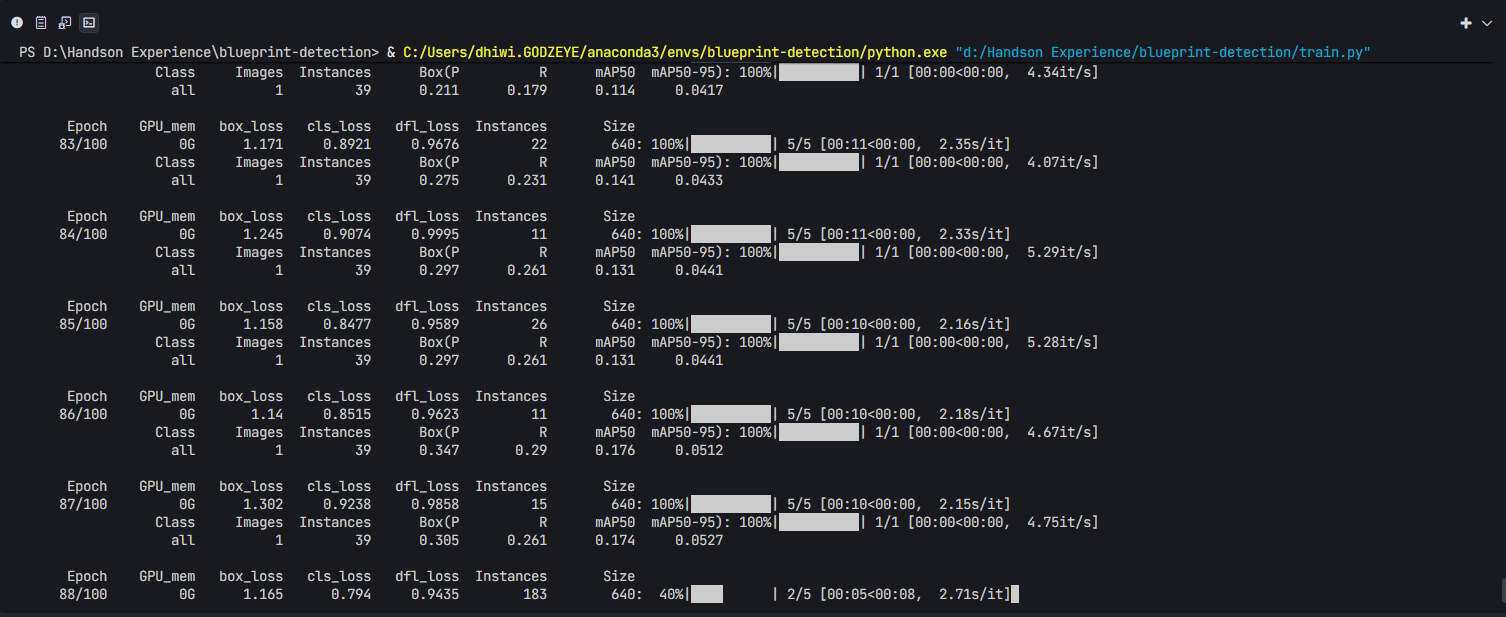 PS D:\Handson Experience\blueprint-detection> & C:/Users/dhiwi.GODZEYE/anaconda3/envs/blueprint-detection/python.exe "d:/Handson Experience/blueprint-detection/train.py"
Class Images Instances Box(P R mAP50 mAP50-95): 100%| | 1/1 [00:00<00:00, 4.34it/s]
all 1 39 0.211 0.179 0.114 0.0417
Epoch GPU_mem box_loss cls_loss dfl_loss Instances Size
83/100 0G 1.171 0.8921 0.9676 22 640: 100%| | 5/5 [00:11<00:00, 2.35s/it]
Class Images Instances Box(P R mAP50 mAP50-95): 100%| | 1/1 [00:00<00:00, 4.07it/s]
all 1 39 0.275 0.231 0.141 0.0433
Epoch GPU_mem box_loss cls_loss dfl_loss Instances Size
84/100 0G 1.245 0.9074 0.9995 11 640: 100%| | 5/5 [00:11<00:00, 2.33s/it]
Class Images Instances Box(P R mAP50 mAP50-95): 100%| | 1/1 [00:00<00:00, 5.29it/s]
all 1 39 0.297 0.261 0.131 0.0441
Epoch GPU_mem box_loss cls_loss dfl_loss Instances Size
85/100 0G 1.158 0.8477 0.9589 26 640: 100%| | 5/5 [00:10<00:00, 2.16s/it]
Class Images Instances Box(P R mAP50 mAP50-95): 100%| | 1/1 [00:00<00:00, 5.28it/s]
all 1 39 0.297 0.261 0.131 0.0441
Epoch GPU_mem box_loss cls_loss dfl_loss Instances Size
86/100 0G 1.14 0.8515 0.9623 11 640: 100%| | 5/5 [00:10<00:00, 2.18s/it]
Class Images Instances Box(P R mAP50 mAP50-95): 100%| | 1/1 [00:00<00:00, 4.67it/s]
all 1 39 0.347 0.29 0.176 0.0512
Epoch GPU_mem box_loss cls_loss dfl_loss Instances Size
87/100 0G 1.302 0.9238 0.9858 15 640: 100%| | 5/5 [00:10<00:00, 2.15s/it]
Class Images Instances Box(P R mAP50 mAP50-95): 100%| | 1/1 [00:00<00:00, 4.75it/s]
all 1 39 0.305 0.261 0.174 0.0527
Epoch GPU_mem box_loss cls_loss dfl_loss Instances Size
88/100 0G 1.165 0.794 0.9435 183 640: 40%| | 2/5 [00:05<00:08, 2.71s/it]